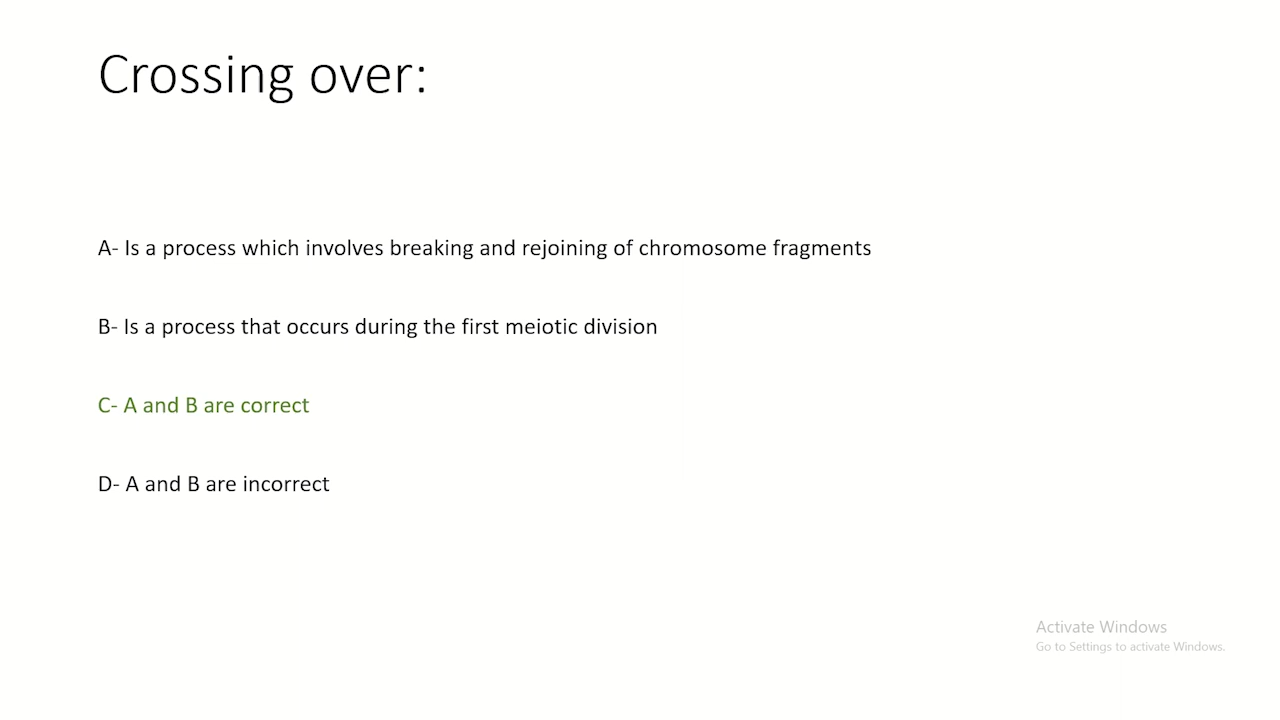 Crossing over:
A- Is a process which involves breaking and rejoining of chromosome fragments
B- Is a process that occurs during the first meiotic division
C- A and B are correct
D- A and B are incorrect
Activate Windows
Go to Settings to activate Windows.